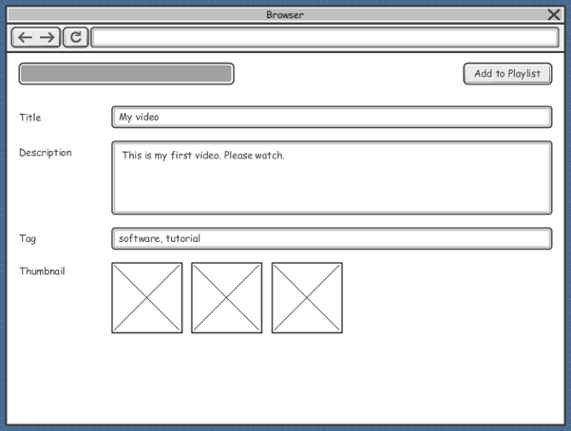 Browser
Add to Playlist
Title
My video
Description
This is my first video. Please watch.
Tag
software, tutorial
Thumbnail